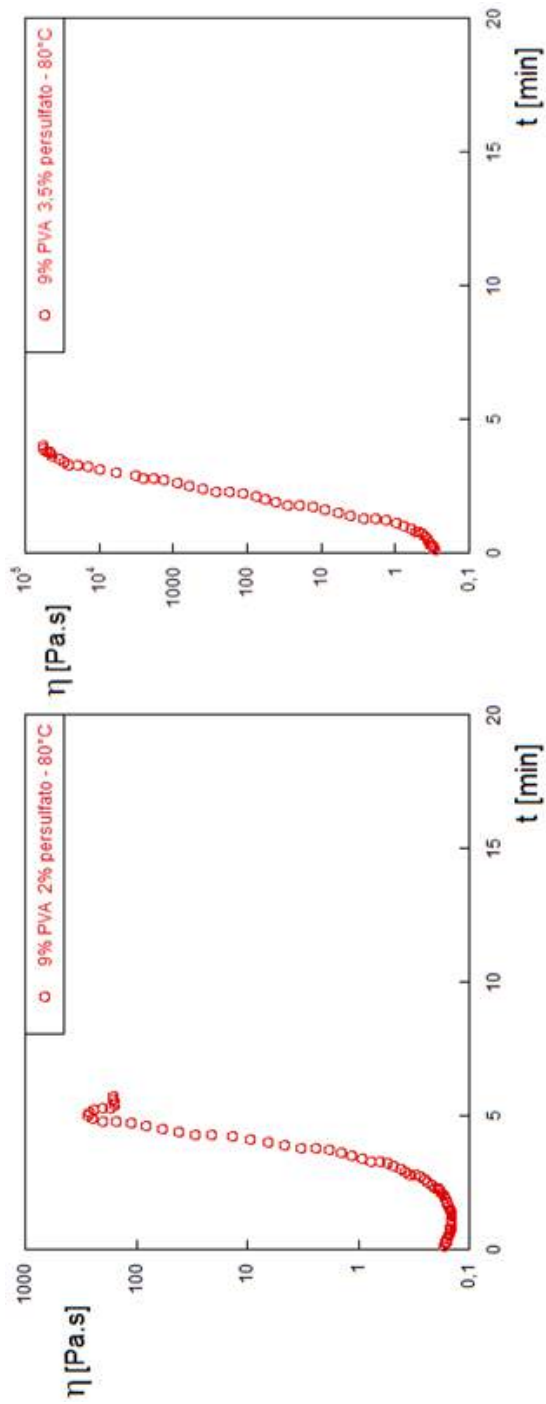 η [Pa.s]
1000
100
10
1
0,1
○ 9% PVA 2% persulfato - 80°C
0 5 10 15 20
t [min]
η [Pa.s]
10⁵
10⁴
1000
100
10
1
0,1
○ 9% PVA 3,5% persulfato - 80°C
0 5 10 15 20
t [min]